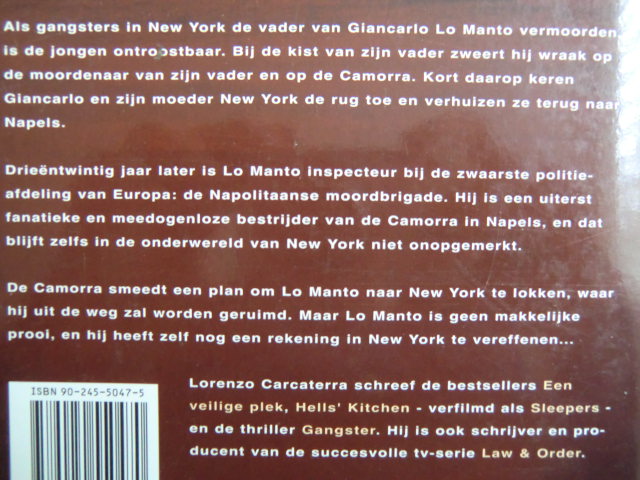 Als gangsters in New York de vader van Giancarlo Lo Manto vermoorden,
is de jongen ontroostbaar. Bij de kist van zijn vader zweert hij wraak op
de moordenaar van zijn vader en op de Camorra. Kort daarop keren
Giancarlo en zijn moeder New York de rug toe en verhuizen ze terug naar
Napels.
Drieëntwintig jaar later is Lo Manto inspecteur bij de zwaarste politie-
afdeling van Europa: de Napolitaanse moordbrigade. Hij is een uiterst
fanatieke en meedogenloze bestrijder van de Camorra in Napels, en dat
blijft zelfs in de onderwereld van New York niet onopgemerkt.
De Camorra smeedt een plan om Lo Manto naar New York te lokken, waar
hij uit de weg zal worden geruimd. Maar Lo Manto is geen makkelijke
prooi, en hij heeft zelf nog een rekening in New York te vereffenen...
ISBN 90-245-5047-5
Lorenzo Carcaterra schreef de bestsellers Een
veilige plek, Hells' Kitchen - verfilmd als Sleepers -
en de thriller Gangster. Hij is ook schrijver en pro-
ducent van de succesvolle tv-serie Law & Order.